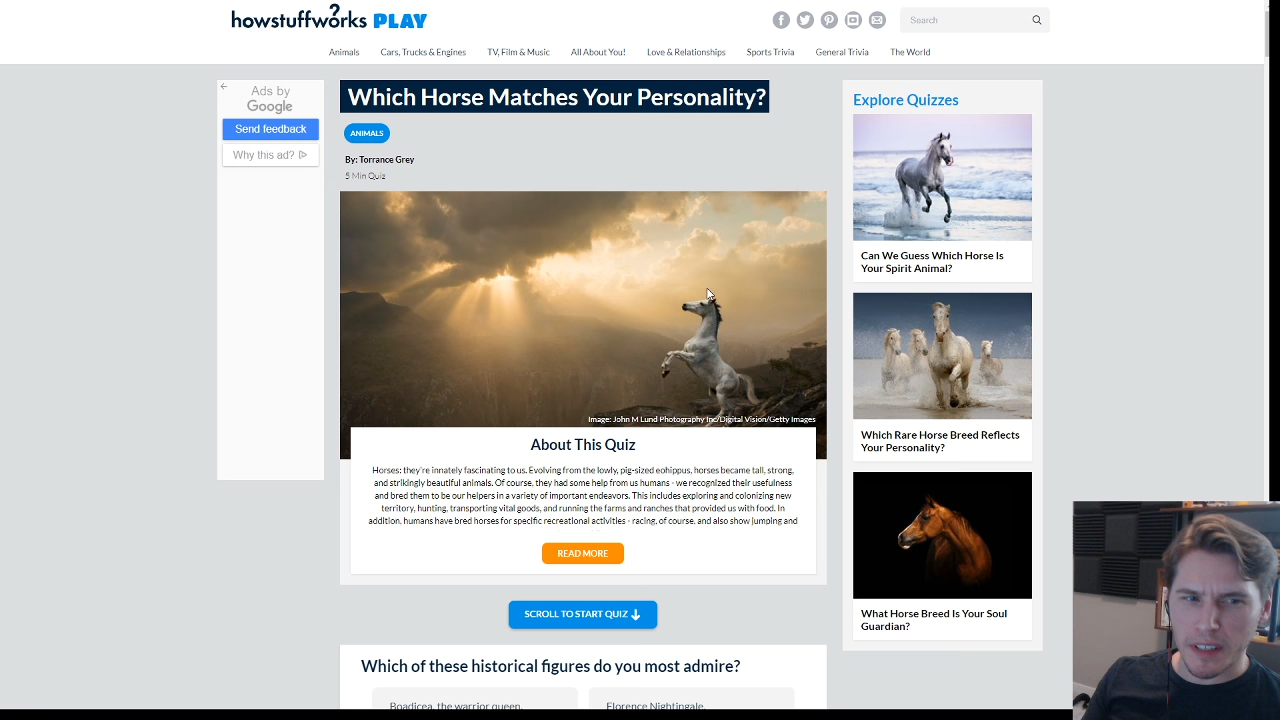 howstuffworks PLAY
Search
Animals
Cars, Trucks & Engines
TV, Film & Music
All About You!
Love & Relationships
Sports Trivia
General Trivia
The World
Ads by
Google
Send feedback
Why this ad?
Which Horse Matches Your Personality?
ANIMALS
By: Torrance Grey
5 Min Quiz
Image: John M Lund Photography Inc/Digital Vision/Getty Images
About This Quiz
Horses: they're innately fascinating to us. Evolving from the lowly, pig-sized eohippus, horses became tall, strong,
and strikingly beautiful animals. Of course, they had some help from us humans - we recognized their usefulness
and bred them to be our helpers in a variety of important endeavors. This includes exploring and colonizing new
territory, hunting, transporting vital goods, and running the farms and ranches that provided us with food. In
addition, humans have bred horses for specific recreational activities - racing, of course, and also show jumping and
READ MORE
SCROLL TO START QUIZ
Which of these historical figures do you most admire?
Boadicea, the warrior queen.
Florence Nightingale.
Explore Quizzes
Can We Guess Which Horse Is
Your Spirit Animal?
Which Rare Horse Breed Reflects
Your Personality?
What Horse Breed Is Your Soul
Guardian?